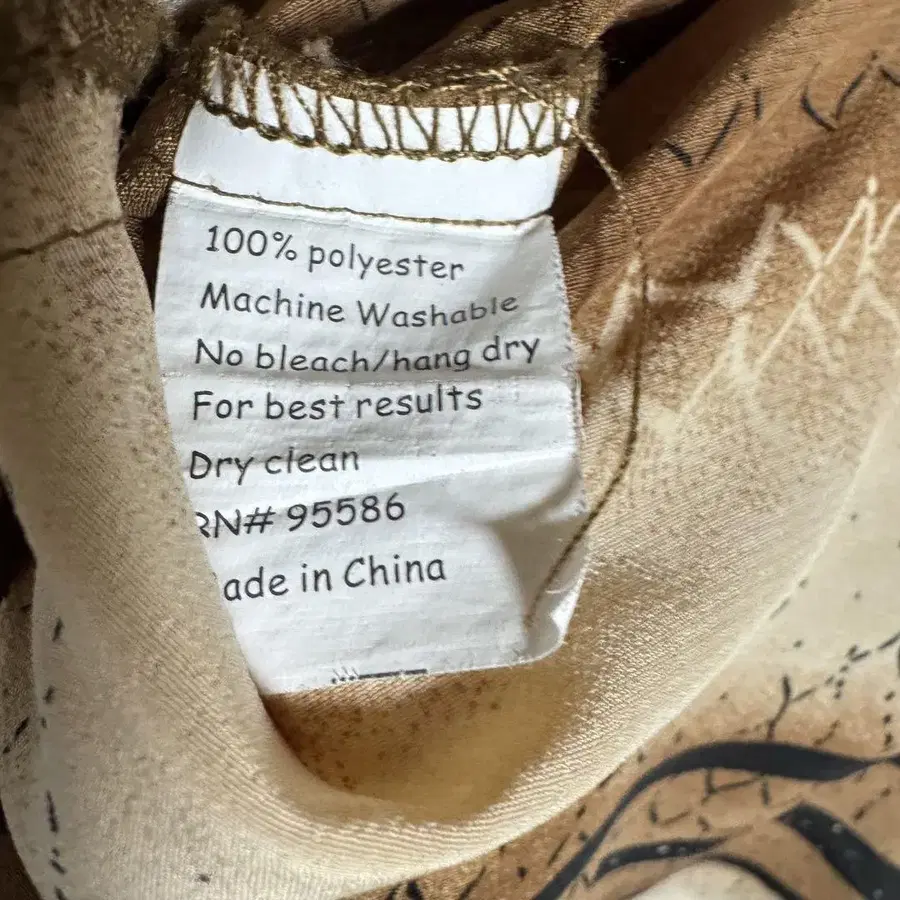 100% polyester
Machine Washable
No bleach/hang dry
For best results
Dry clean
RN# 95586
ade in China